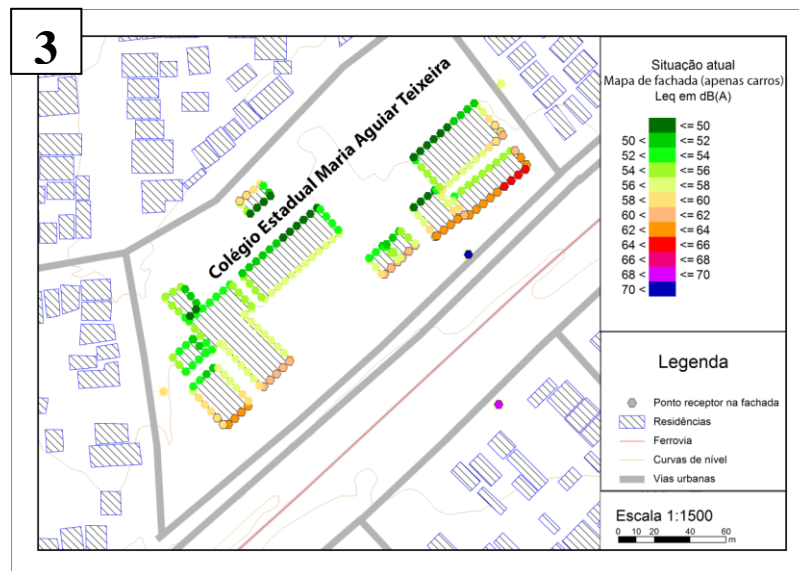 3
Colégio Estadual Maria Aguiar Teixeira
Situação atual
Mapa de fachada (apenas carros)
Leq em dB(A)
<= 50
50 < <= 52
52 < <= 54
54 < <= 56
56 < <= 58
58 < <= 60
60 < <= 62
62 < <= 64
64 < <= 66
66 < <= 68
68 < <= 70
70 <
Legenda
Ponto receptor na fachada
Residências
Ferrovia
Curvas de nível
Vias urbanas
Escala 1:1500
0 10 20 40 60
m